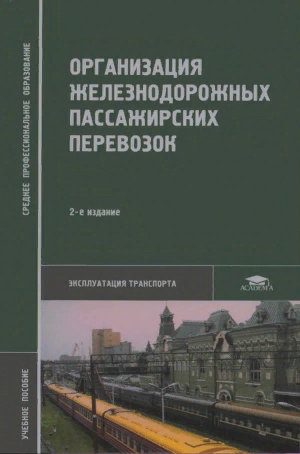 СРЕДНЕЕ ПРОФЕССИОНАЛЬНОЕ ОБРАЗОВАНИЕ
УЧЕБНОЕ ПОСОБИЕ
ОРГАНИЗАЦИЯ
ЖЕЛЕЗНОДОРОЖНЫХ
ПАССАЖИРСКИХ
ПЕРЕВОЗОК
2-е издание
ЭКСПЛУАТАЦИЯ ТРАНСПОРТА
ACADEMA